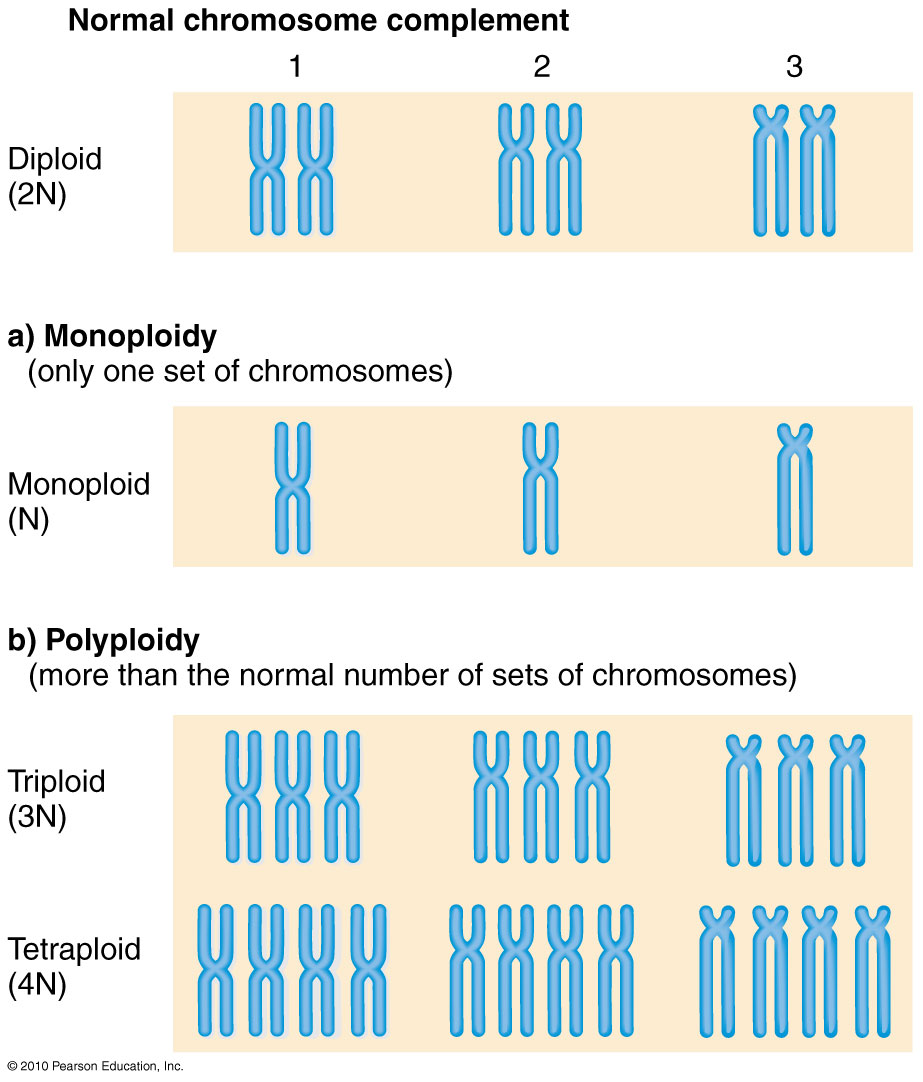 Normal chromosome complement
1 2 3
Diploid
(2N)
a) Monoploidy
(only one set of chromosomes)
Monoploid
(N)
b) Polyploidy
(more than the normal number of sets of chromosomes)
Triploid
(3N)
Tetraploid
(4N)
© 2010 Pearson Education, Inc.